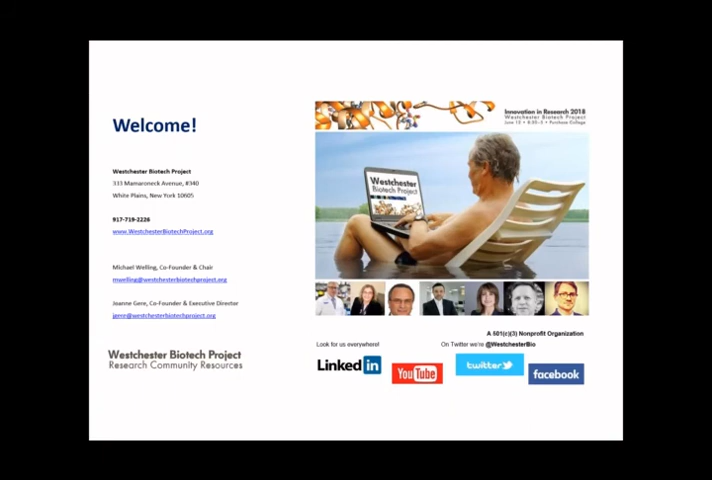 Welcome!
Westchester Biotech Project
333 Mamaroneck Avenue, #340
White Plains, New York 10605
917-719-2226
www.WestchesterBiotechProject.org
Michael Welling, Co-Founder & Chair
mwelling@westchesterbiotechproject.org
Joanne Gere, Co-Founder & Executive Director
jgere@westchesterbiotechproject.org
Westchester Biotech Project
Research Community Resources
Innovation in Research 2018
Westchester Biotech Project
Purchase College
Westchester
Biotech Project
A 501(c)(3) Nonprofit Organization
Look for us everywhere!
On Twitter we're @WestchesterBio
LinkedIn
YouTube
twitter
facebook